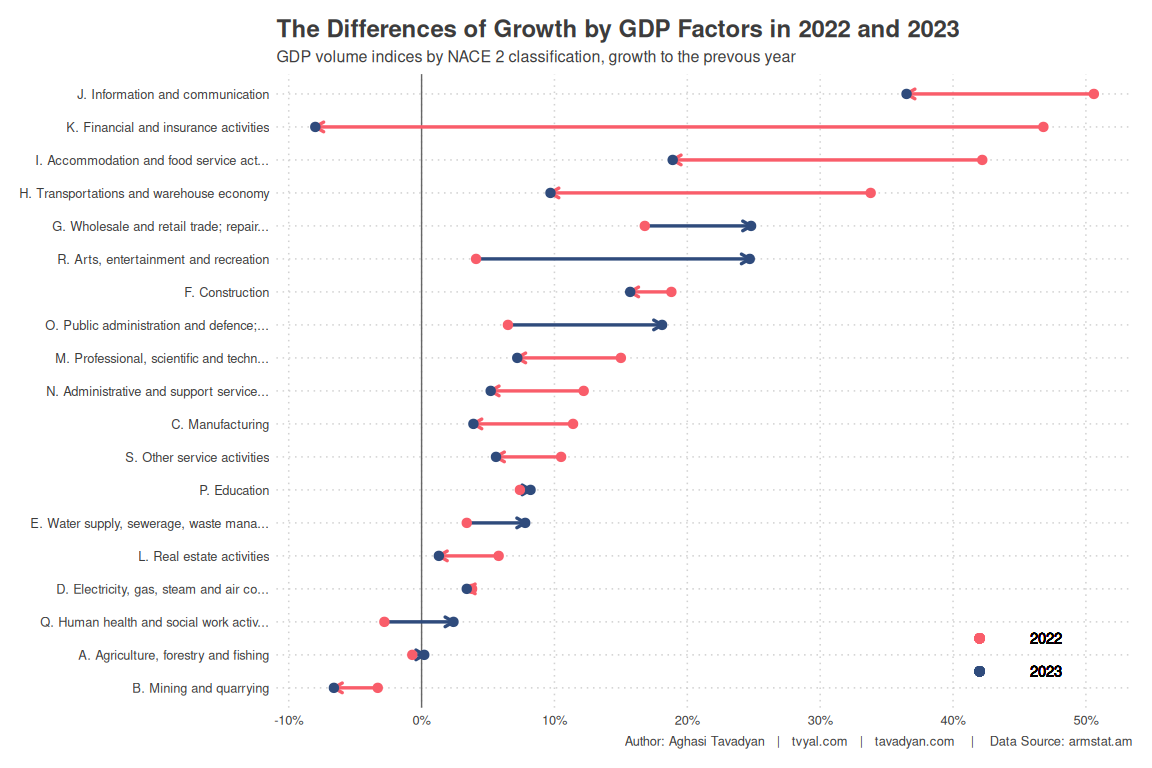 The Differences of Growth by GDP Factors in 2022 and 2023
GDP volume indices by NACE 2 classification, growth to the prevous year
J. Information and communication
K. Financial and insurance activities
I. Accommodation and food service act...
H. Transportations and warehouse economy
G. Wholesale and retail trade; repair...
R. Arts, entertainment and recreation
F. Construction
O. Public administration and defence;...
M. Professional, scientific and techn...
N. Administrative and support service...
C. Manufacturing
S. Other service activities
P. Education
E. Water supply, sewerage, waste mana...
L. Real estate activities
D. Electricity, gas, steam and air co...
Q. Human health and social work activ...
A. Agriculture, forestry and fishing
B. Mining and quarrying
2022
2023
-10% 0% 10% 20% 30% 40% 50%
Author: Aghasi Tavadyan | tvyal.com | tavadyan.com | Data Source: armstat.am